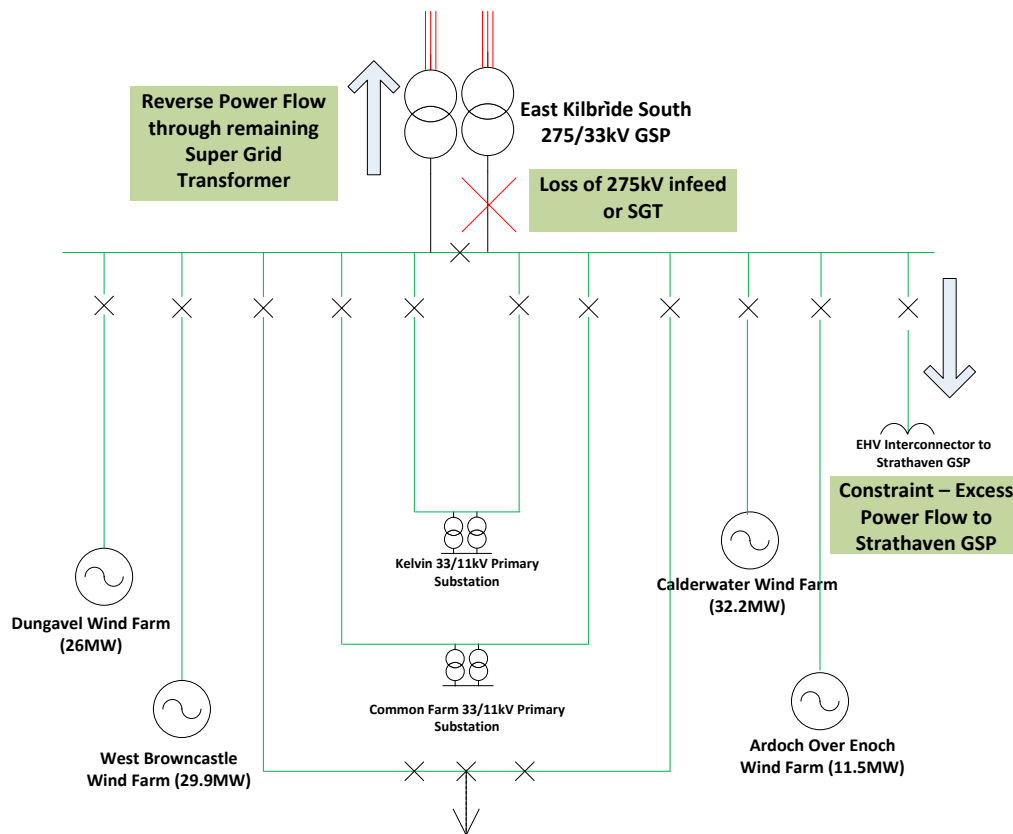 Reverse Power Flow
through remaining
Super Grid
Transformer
East Kilbride South
275/33kV GSP
Loss of 275kV infeed
or SGT
EHV Interconnector to
Strathaven GSP
Constraint – Excess
Power Flow to
Strathaven GSP
Kelvin 33/11kV Primary
Substation
Calderwater Wind Farm
(32.2MW)
Dungavel Wind Farm
(26MW)
Common Farm 33/11kV Primary
Substation
West Browncastle
Wind Farm (29.9MW)
Ardoch Over Enoch
Wind Farm (11.5MW)